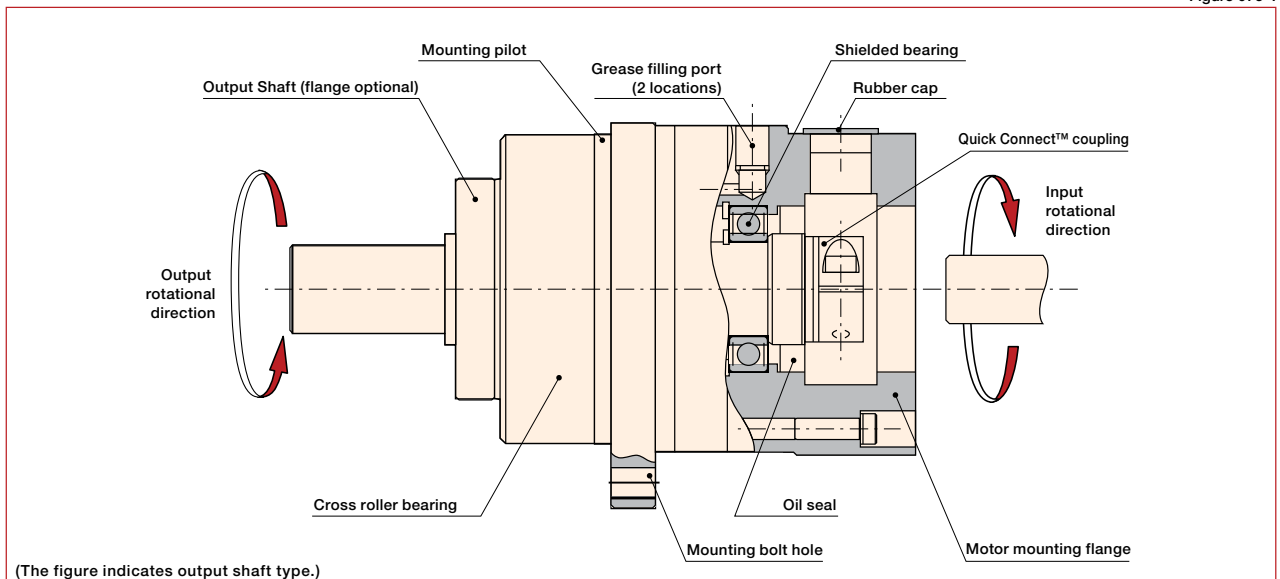 Mounting pilot
Shielded bearing
Grease filling port
(2 locations)
Output Shaft (flange optional)
Rubber cap
Quick Connect™ coupling
Input
rotational
direction
Output
rotational
direction
Cross roller bearing
Oil seal
Mounting bolt hole
Motor mounting flange
(The figure indicates output shaft type.)